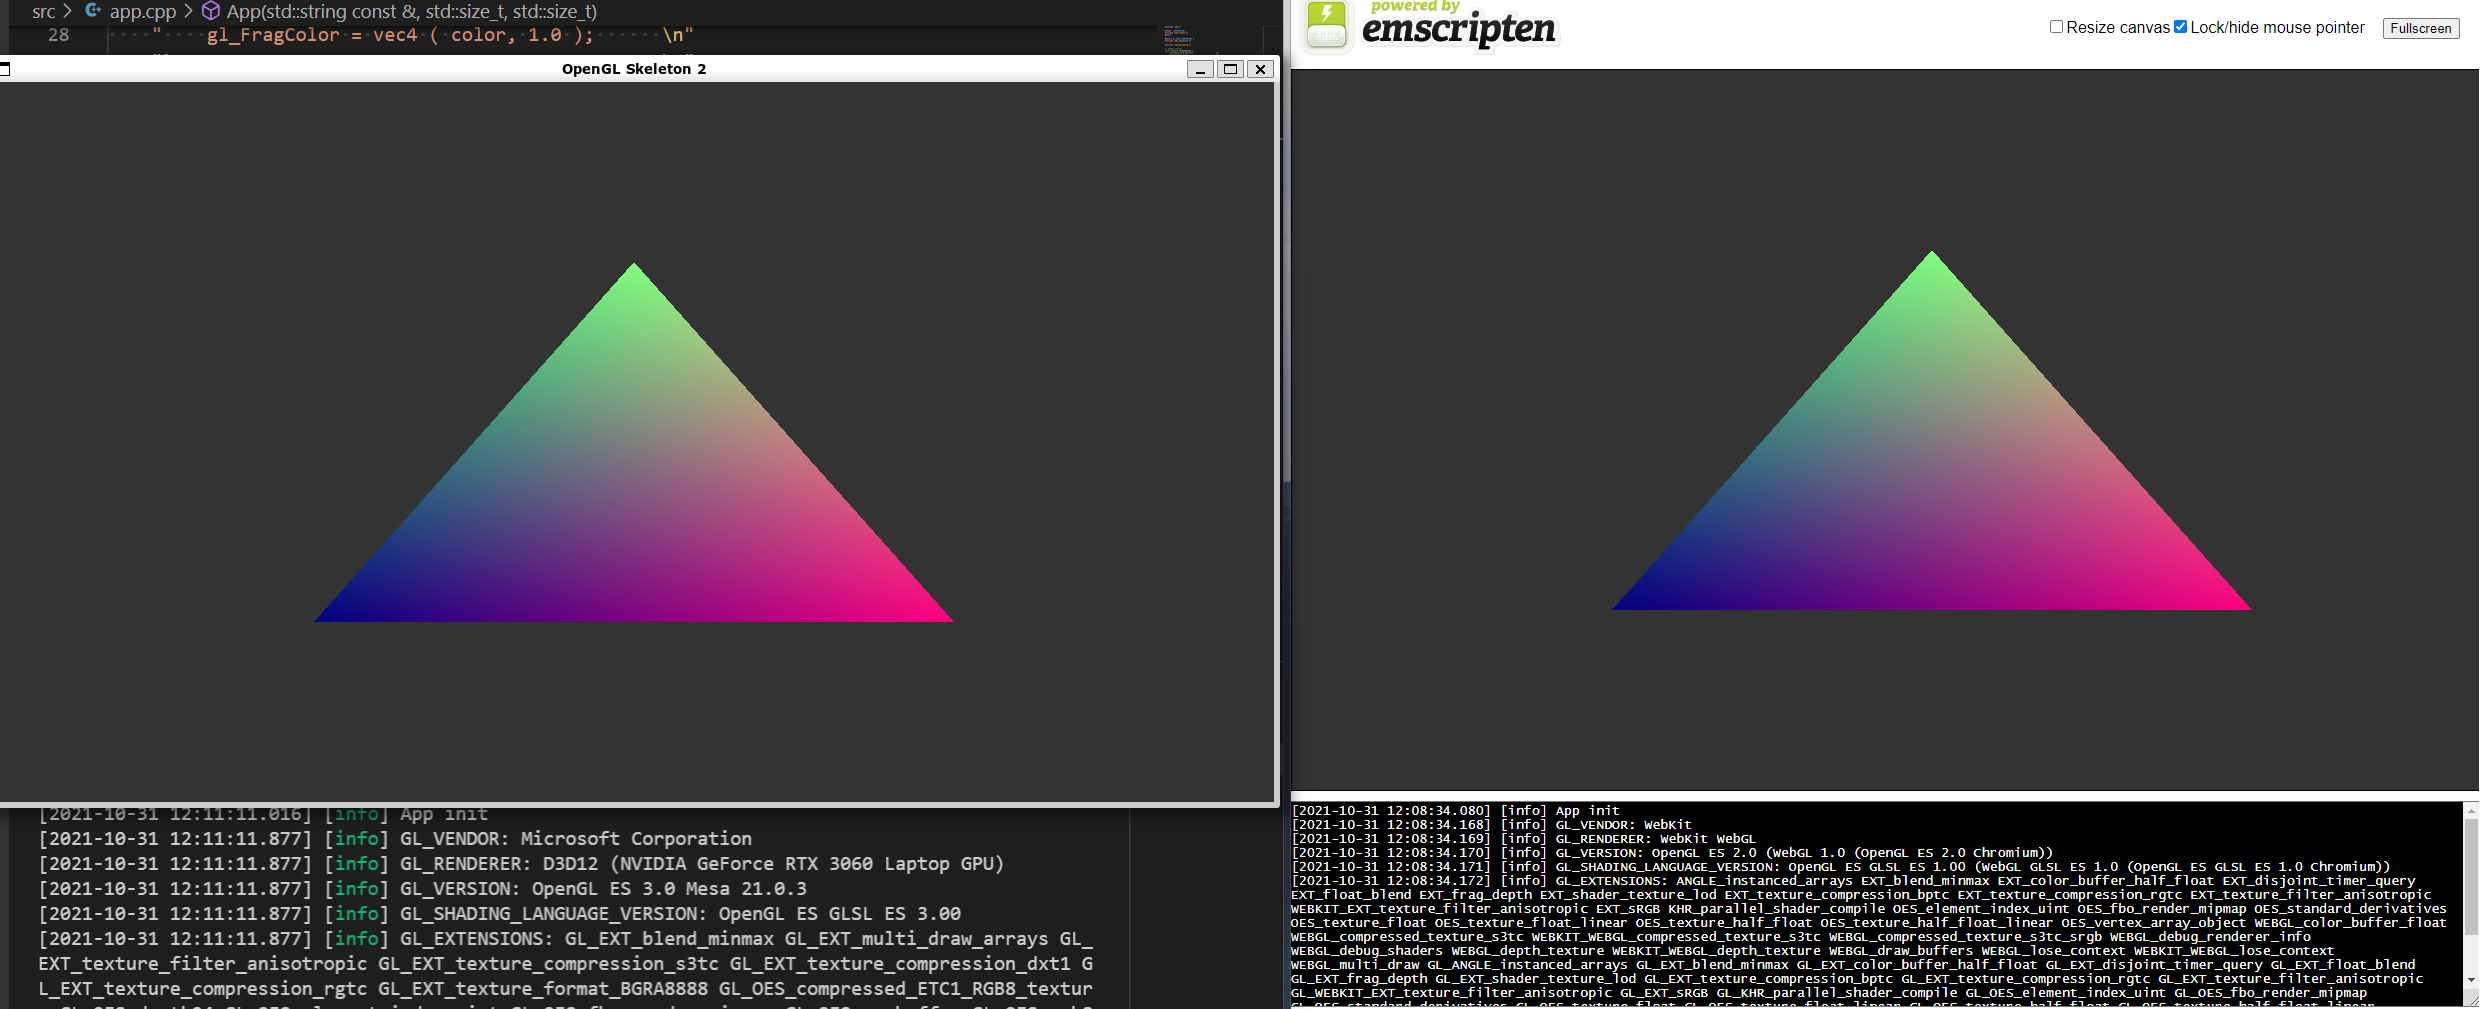 src > app.cpp > App(std::string const &, std::size_t, std::size_t)
28 ····"····gl_FragColor·=·vec4·(·color,·1.0·);······\n"
OpenGL Skeleton 2
[2021-10-31 12:11:11.016] [info] App init
[2021-10-31 12:11:11.877] [info] GL_VENDOR: Microsoft Corporation
[2021-10-31 12:11:11.877] [info] GL_RENDERER: D3D12 (NVIDIA GeForce RTX 3060 Laptop GPU)
[2021-10-31 12:11:11.877] [info] GL_VERSION: OpenGL ES 3.0 Mesa 21.0.3
[2021-10-31 12:11:11.877] [info] GL_SHADING_LANGUAGE_VERSION: OpenGL ES GLSL ES 3.00
[2021-10-31 12:11:11.877] [info] GL_EXTENSIONS: GL_EXT_blend_minmax GL_EXT_multi_draw_arrays GL_
EXT_texture_filter_anisotropic GL_EXT_texture_compression_s3tc GL_EXT_texture_compression_dxt1 G
L_EXT_texture_compression_rgtc GL_EXT_texture_format_BGRA8888 GL_OES_compressed_ETC1_RGB8_textur
powered by
emscripten
Resize canvas Lock/hide mouse pointer Fullscreen
[2021-10-31 12:08:34.080] [info] App init
[2021-10-31 12:08:34.168] [info] GL_VENDOR: WebKit
[2021-10-31 12:08:34.169] [info] GL_RENDERER: WebKit WebGL
[2021-10-31 12:08:34.170] [info] GL_VERSION: OpenGL ES 2.0 (WebGL 1.0 (OpenGL ES 2.0 Chromium))
[2021-10-31 12:08:34.171] [info] GL_SHADING_LANGUAGE_VERSION: OpenGL ES GLSL ES 1.00 (WebGL GLSL ES 1.0 (OpenGL ES GLSL ES 1.0 Chromium))
[2021-10-31 12:08:34.172] [info] GL_EXTENSIONS: ANGLE_instanced_arrays EXT_blend_minmax EXT_color_buffer_half_float EXT_disjoint_timer_query
EXT_float_blend EXT_frag_depth EXT_shader_texture_lod EXT_texture_compression_bptc EXT_texture_compression_rgtc EXT_texture_filter_anisotropic
WEBKIT_EXT_texture_filter_anisotropic EXT_sRGB KHR_parallel_shader_compile OES_element_index_uint OES_fbo_render_mipmap OES_standard_derivatives
OES_texture_float OES_texture_float_linear OES_texture_half_float OES_texture_half_float_linear OES_vertex_array_object WEBGL_color_buffer_float
WEBGL_compressed_texture_s3tc WEBKIT_WEBGL_compressed_texture_s3tc WEBGL_compressed_texture_s3tc_srgb WEBGL_debug_renderer_info
WEBGL_debug_shaders WEBGL_depth_texture WEBKIT_WEBGL_depth_texture WEBGL_draw_buffers WEBGL_lose_context WEBKIT_WEBGL_lose_context
WEBGL_multi_draw GL_ANGLE_instanced_arrays GL_EXT_blend_minmax GL_EXT_color_buffer_half_float GL_EXT_disjoint_timer_query GL_EXT_float_blend
GL_EXT_frag_depth GL_EXT_shader_texture_lod GL_EXT_texture_compression_bptc GL_EXT_texture_compression_rgtc GL_EXT_texture_filter_anisotropic
GL_WEBKIT_EXT_texture_filter_anisotropic GL_EXT_sRGB GL_KHR_parallel_shader_compile GL_OES_element_index_uint GL_OES_fbo_render_mipmap
GL_OES_standard_derivatives GL_OES_texture_float GL_OES_texture_float_linear GL_OES_texture_half_float GL_OES_texture_half_float_linear